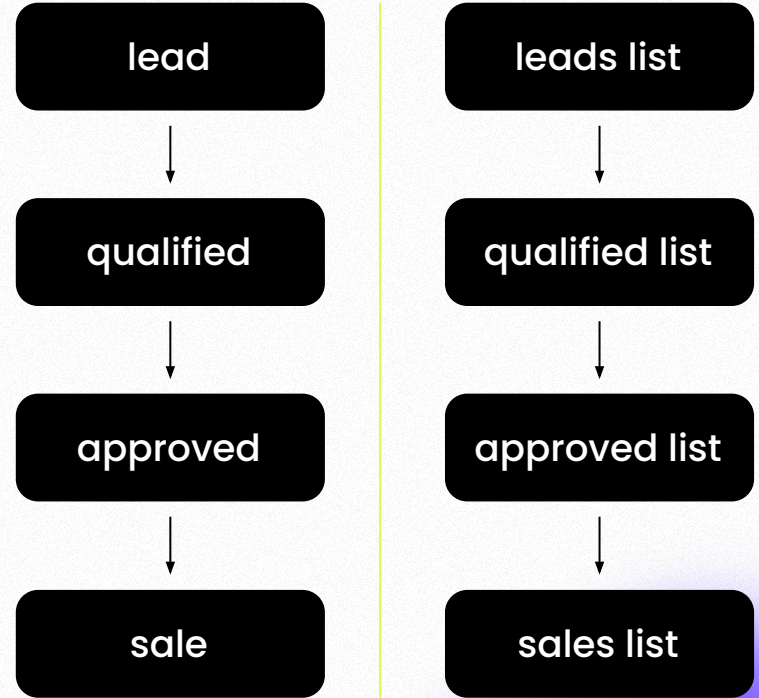 lead
qualified
approved
sale
leads list
qualified list
approved list
sales list